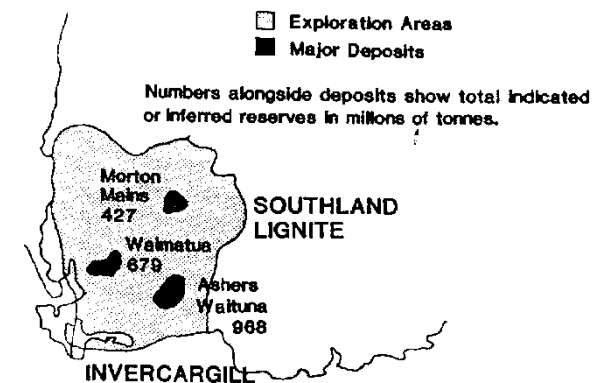 Exploration Areas
Major Deposits
Numbers alongside deposits show total indicated
or inferred reserves in millions of tonnes.
Morton
Mains
427
SOUTHLAND
LIGNITE
Waimatua
679
Ashers
Waituna
968
INVERCARGILL